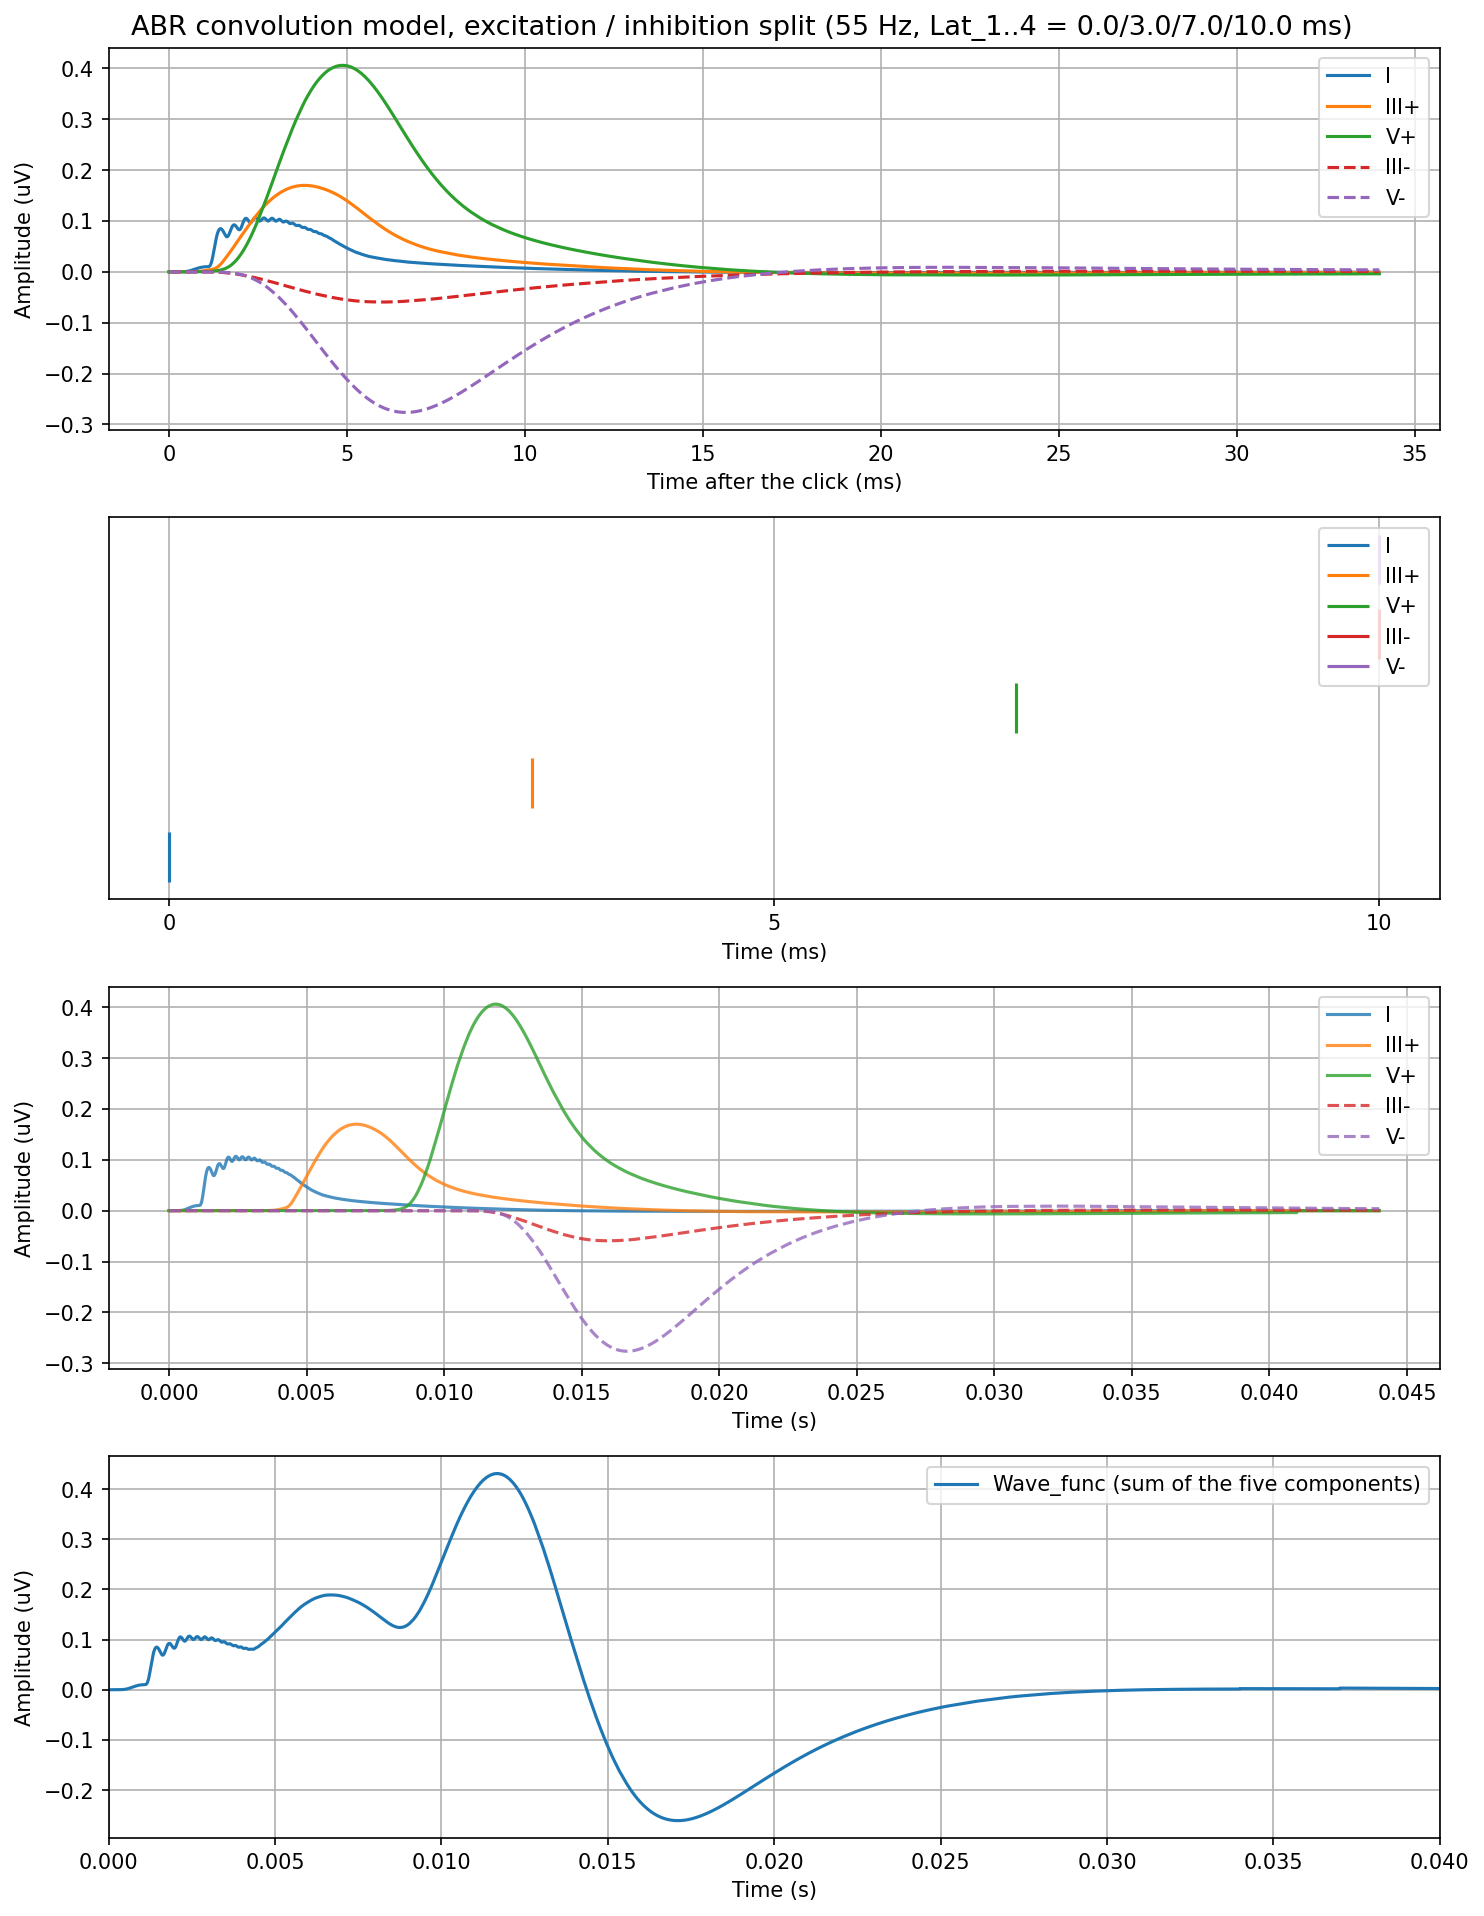 ABR convolution model, excitation / inhibition split (55 Hz, Lat_1..4 = 0.0/3.0/7.0/10.0 ms)
Amplitude (uV)
0.4
0.3
0.2
0.1
0.0
−0.1
−0.2
−0.3
I
III+
V+
III-
V-
0 5 10 15 20 25 30 35
Time after the click (ms)
I
III+
V+
III-
V-
0 5 10
Time (ms)
Amplitude (uV)
0.4
0.3
0.2
0.1
0.0
−0.1
−0.2
−0.3
I
III+
V+
III-
V-
0.000 0.005 0.010 0.015 0.020 0.025 0.030 0.035 0.040 0.045
Time (s)
Amplitude (uV)
0.4
0.3
0.2
0.1
0.0
−0.1
−0.2
Wave_func (sum of the five components)
0.000 0.005 0.010 0.015 0.020 0.025 0.030 0.035 0.040
Time (s)